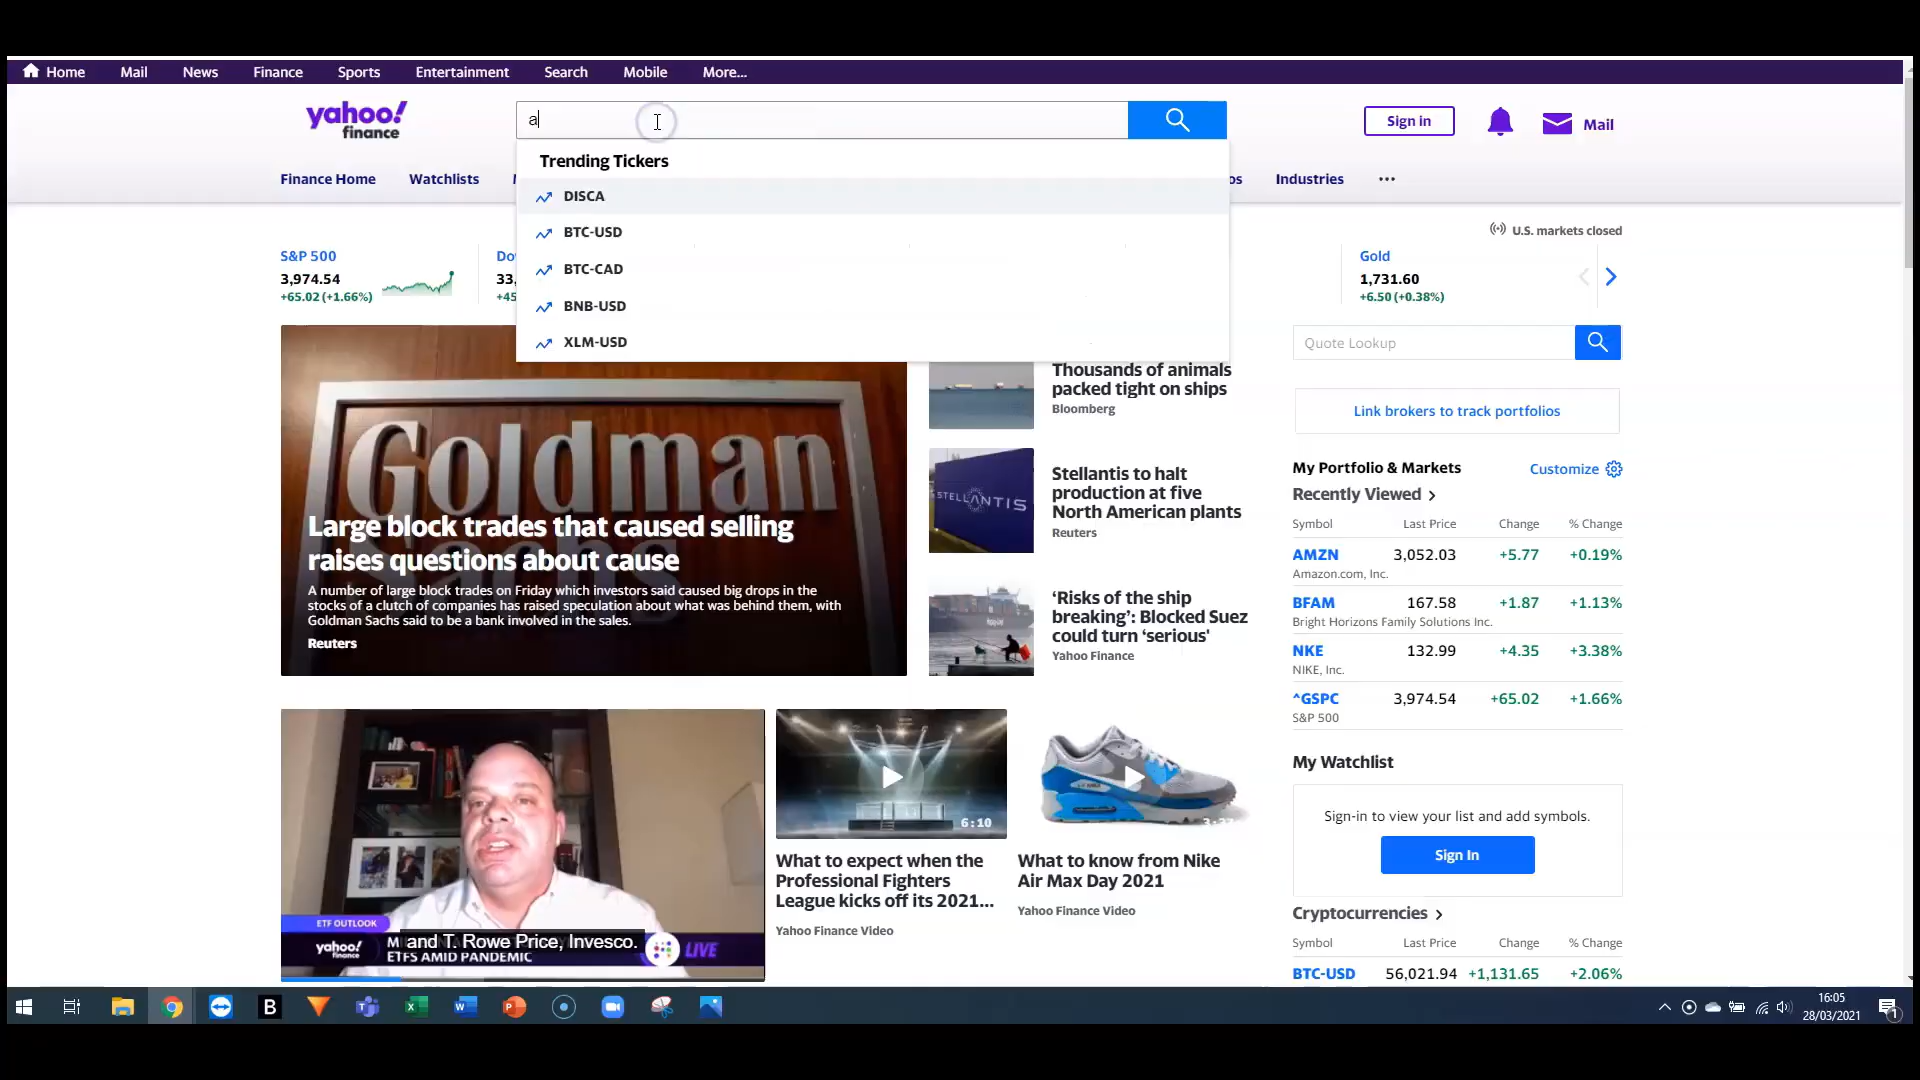 Home Mail News Finance Sports Entertainment Search Mobile More...
yahoo!
finance
a
Sign in
Mail
Trending Tickers
DISCA
BTC-USD
BTC-CAD
BNB-USD
XLM-USD
Finance Home Watchlists
Industries
U.S. markets closed
S&P 500
3,974.54
+65.02 (+1.66%)
Gold
1,731.60
+6.50 (+0.38%)
Goldman
Sachs
Large block trades that caused selling
raises questions about cause
A number of large block trades on Friday which investors said caused big drops in the
stocks of a clutch of companies has raised speculation about what was behind them, with
Goldman Sachs said to be a bank involved in the sales.
Reuters
Thousands of animals
packed tight on ships
Bloomberg
STELLANTIS
Stellantis to halt
production at five
North American plants
Reuters
‘Risks of the ship
breaking’: Blocked Suez
could turn ‘serious'
Yahoo Finance
Quote Lookup
Link brokers to track portfolios
My Portfolio & Markets Customize
Recently Viewed
Symbol Last Price Change % Change
AMZN 3,052.03 +5.77 +0.19%
Amazon.com, Inc.
BFAM 167.58 +1.87 +1.13%
Bright Horizons Family Solutions Inc.
NKE 132.99 +4.35 +3.38%
NIKE, Inc.
^GSPC 3,974.54 +65.02 +1.66%
S&P 500
My Watchlist
Sign-in to view your list and add symbols.
Sign In
Cryptocurrencies
Symbol Last Price Change % Change
BTC-USD 56,021.94 +1,131.65 +2.06%
ETF OUTLOOK
yahoo!
finance
and T. Rowe Price, Invesco.
ETFS AMID PANDEMIC
LIVE
6:10
What to expect when the
Professional Fighters
League kicks off its 2021...
Yahoo Finance Video
What to know from Nike
Air Max Day 2021
Yahoo Finance Video
16:05
28/03/2021